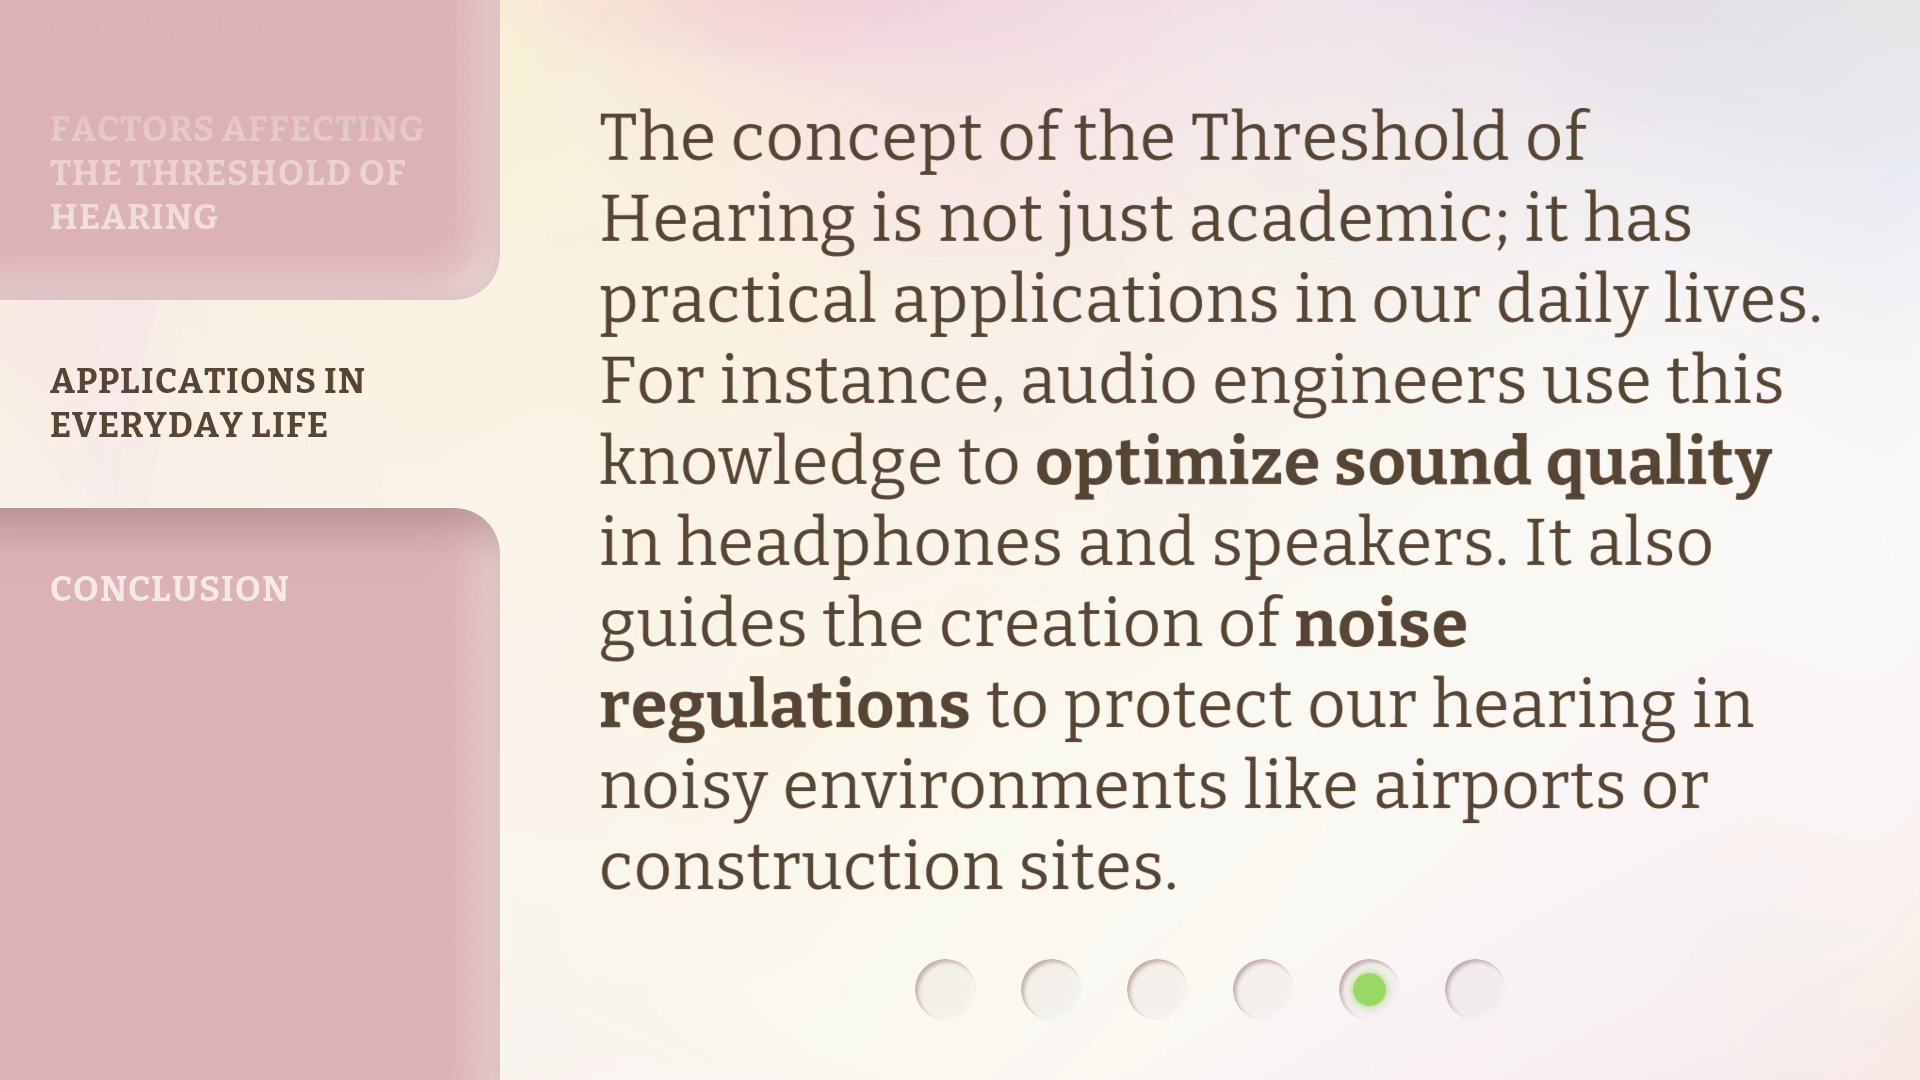 IMPORTANT?
FACTORS AFFECTING
THE THRESHOLD OF
HEARING
APPLICATIONS IN
EVERYDAY LIFE
CONCLUSION
The concept of the Threshold of
Hearing is not just academic; it has
practical applications in our daily lives.
For instance, audio engineers use this
knowledge to optimize sound quality
in headphones and speakers. It also
guides the creation of noise
regulations to protect our hearing in
noisy environments like airports or
construction sites.